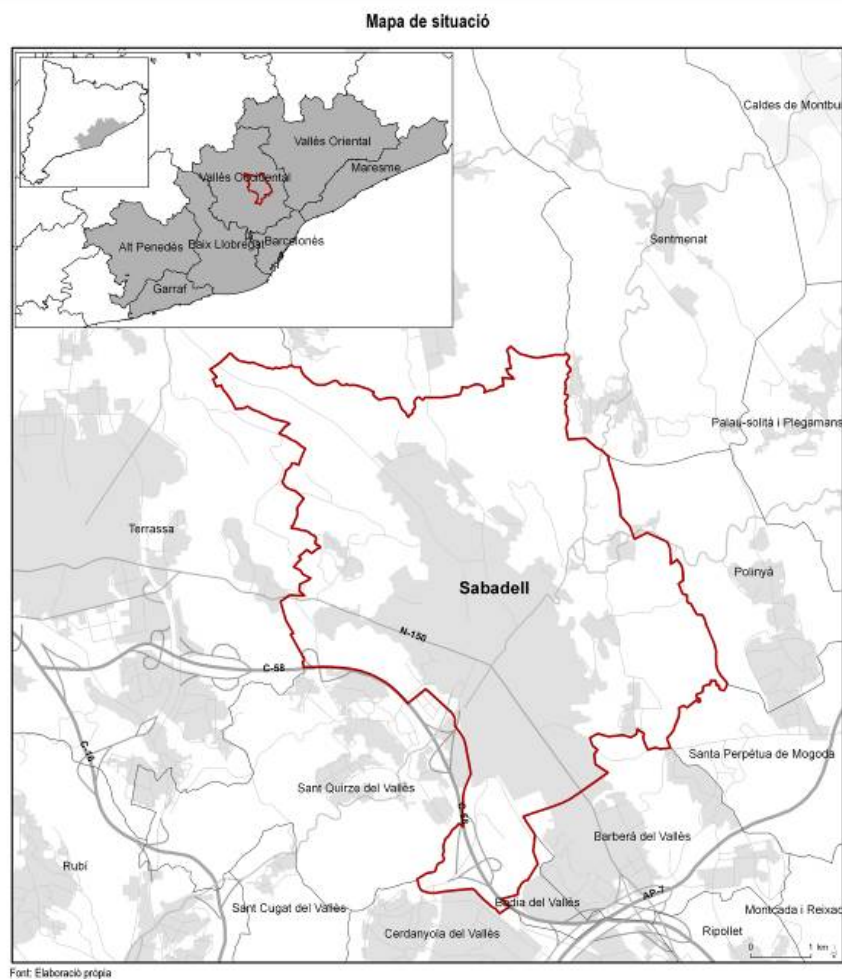 Mapa de situació
Caldes de Montbui
Vallès Oriental
Maresme
Vallès Occidental
Alt Penedès
Baix Llobregat
Barcelonès
Garraf
Sentmenat
Palau-solità i Plegamans
Terrassa
Polinyà
Sabadell
N-150
C-58
C-16
Santa Perpètua de Mogoda
Sant Quirze del Vallès
C-58
Barberà del Vallès
Rubí
AP-7
Badia del Vallès
Sant Cugat del Vallès
Montcada i Reixac
Cerdanyola del Vallès
Ripollet
0 1 km
Font: Elaboració pròpia